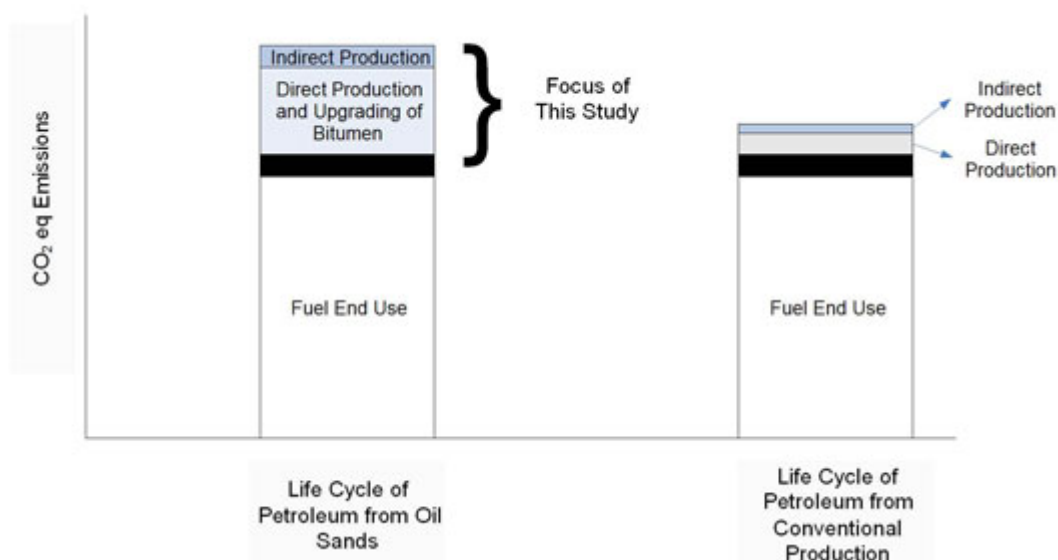 CO₂ eq Emissions
Indirect Production
Direct Production
and Upgrading of
Bitumen
Fuel End Use
Focus of
This Study
Indirect
Production
Direct
Production
Fuel End Use
Life Cycle of
Petroleum from Oil
Sands
Life Cycle of
Petroleum from
Conventional
Production